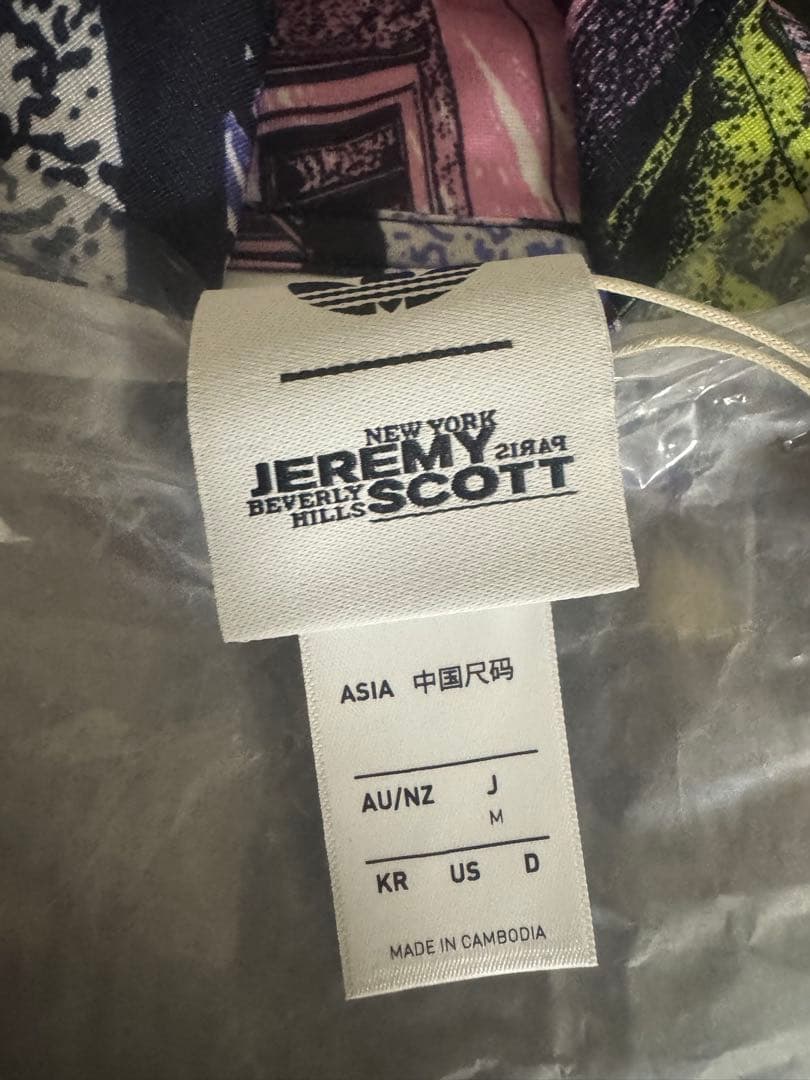 NEW YORK
JEREMY PARIS
BEVERLY SCOTT
HILLS
ASIA 中国尺码
AU/NZ J
M
KR US D
MADE IN CAMBODIA